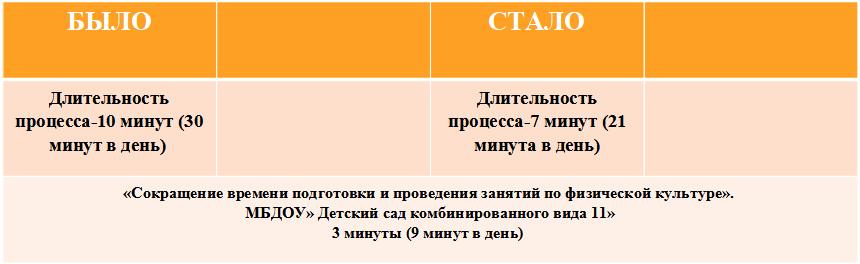 БЫЛО
СТАЛО
Длительность
процесса-10 минут (30
минут в день)
Длительность
процесса-7 минут (21
минута в день)
«Сокращение времени подготовки и проведения занятий по физической культуре».
МБДОУ» Детский сад комбинированного вида 11»
3 минуты (9 минут в день)